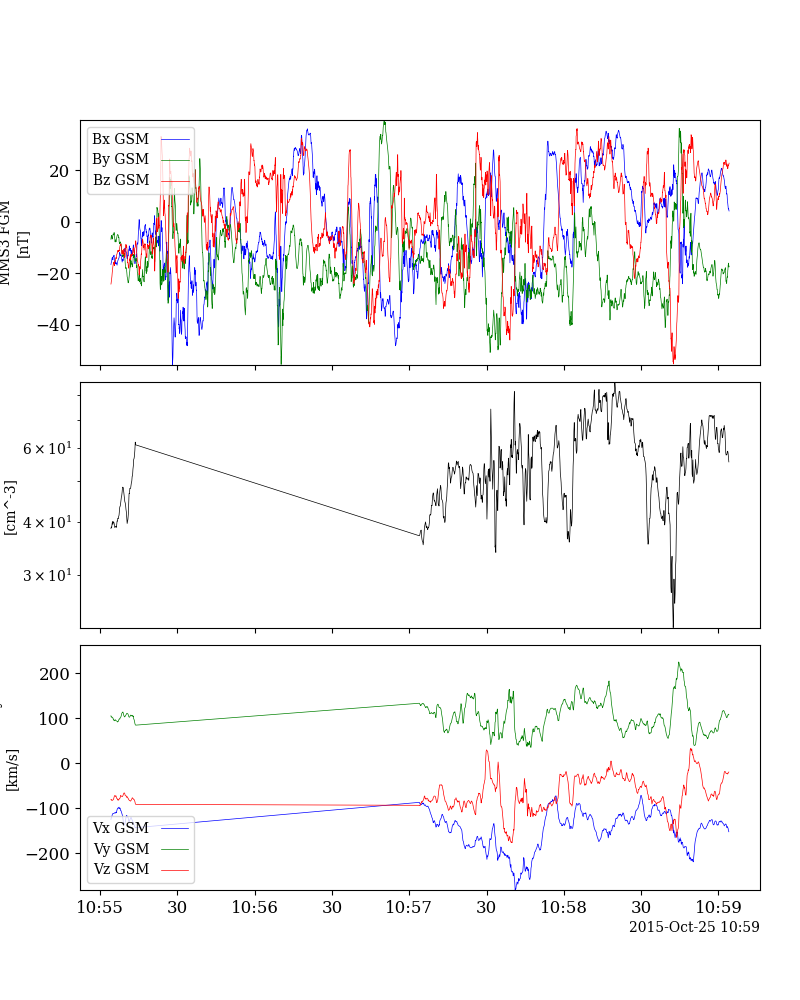 Bx GSM
By GSM
Bz GSM
20
0
−20
−40
MMS3 FGM
[nT]
6 × 10¹
4 × 10¹
3 × 10¹
[cm^-3]
200
100
0
−100
−200
[km/s]
Vx GSM
Vy GSM
Vz GSM
10:55 30 10:56 30 10:57 30 10:58 30 10:59
2015-Oct-25 10:59